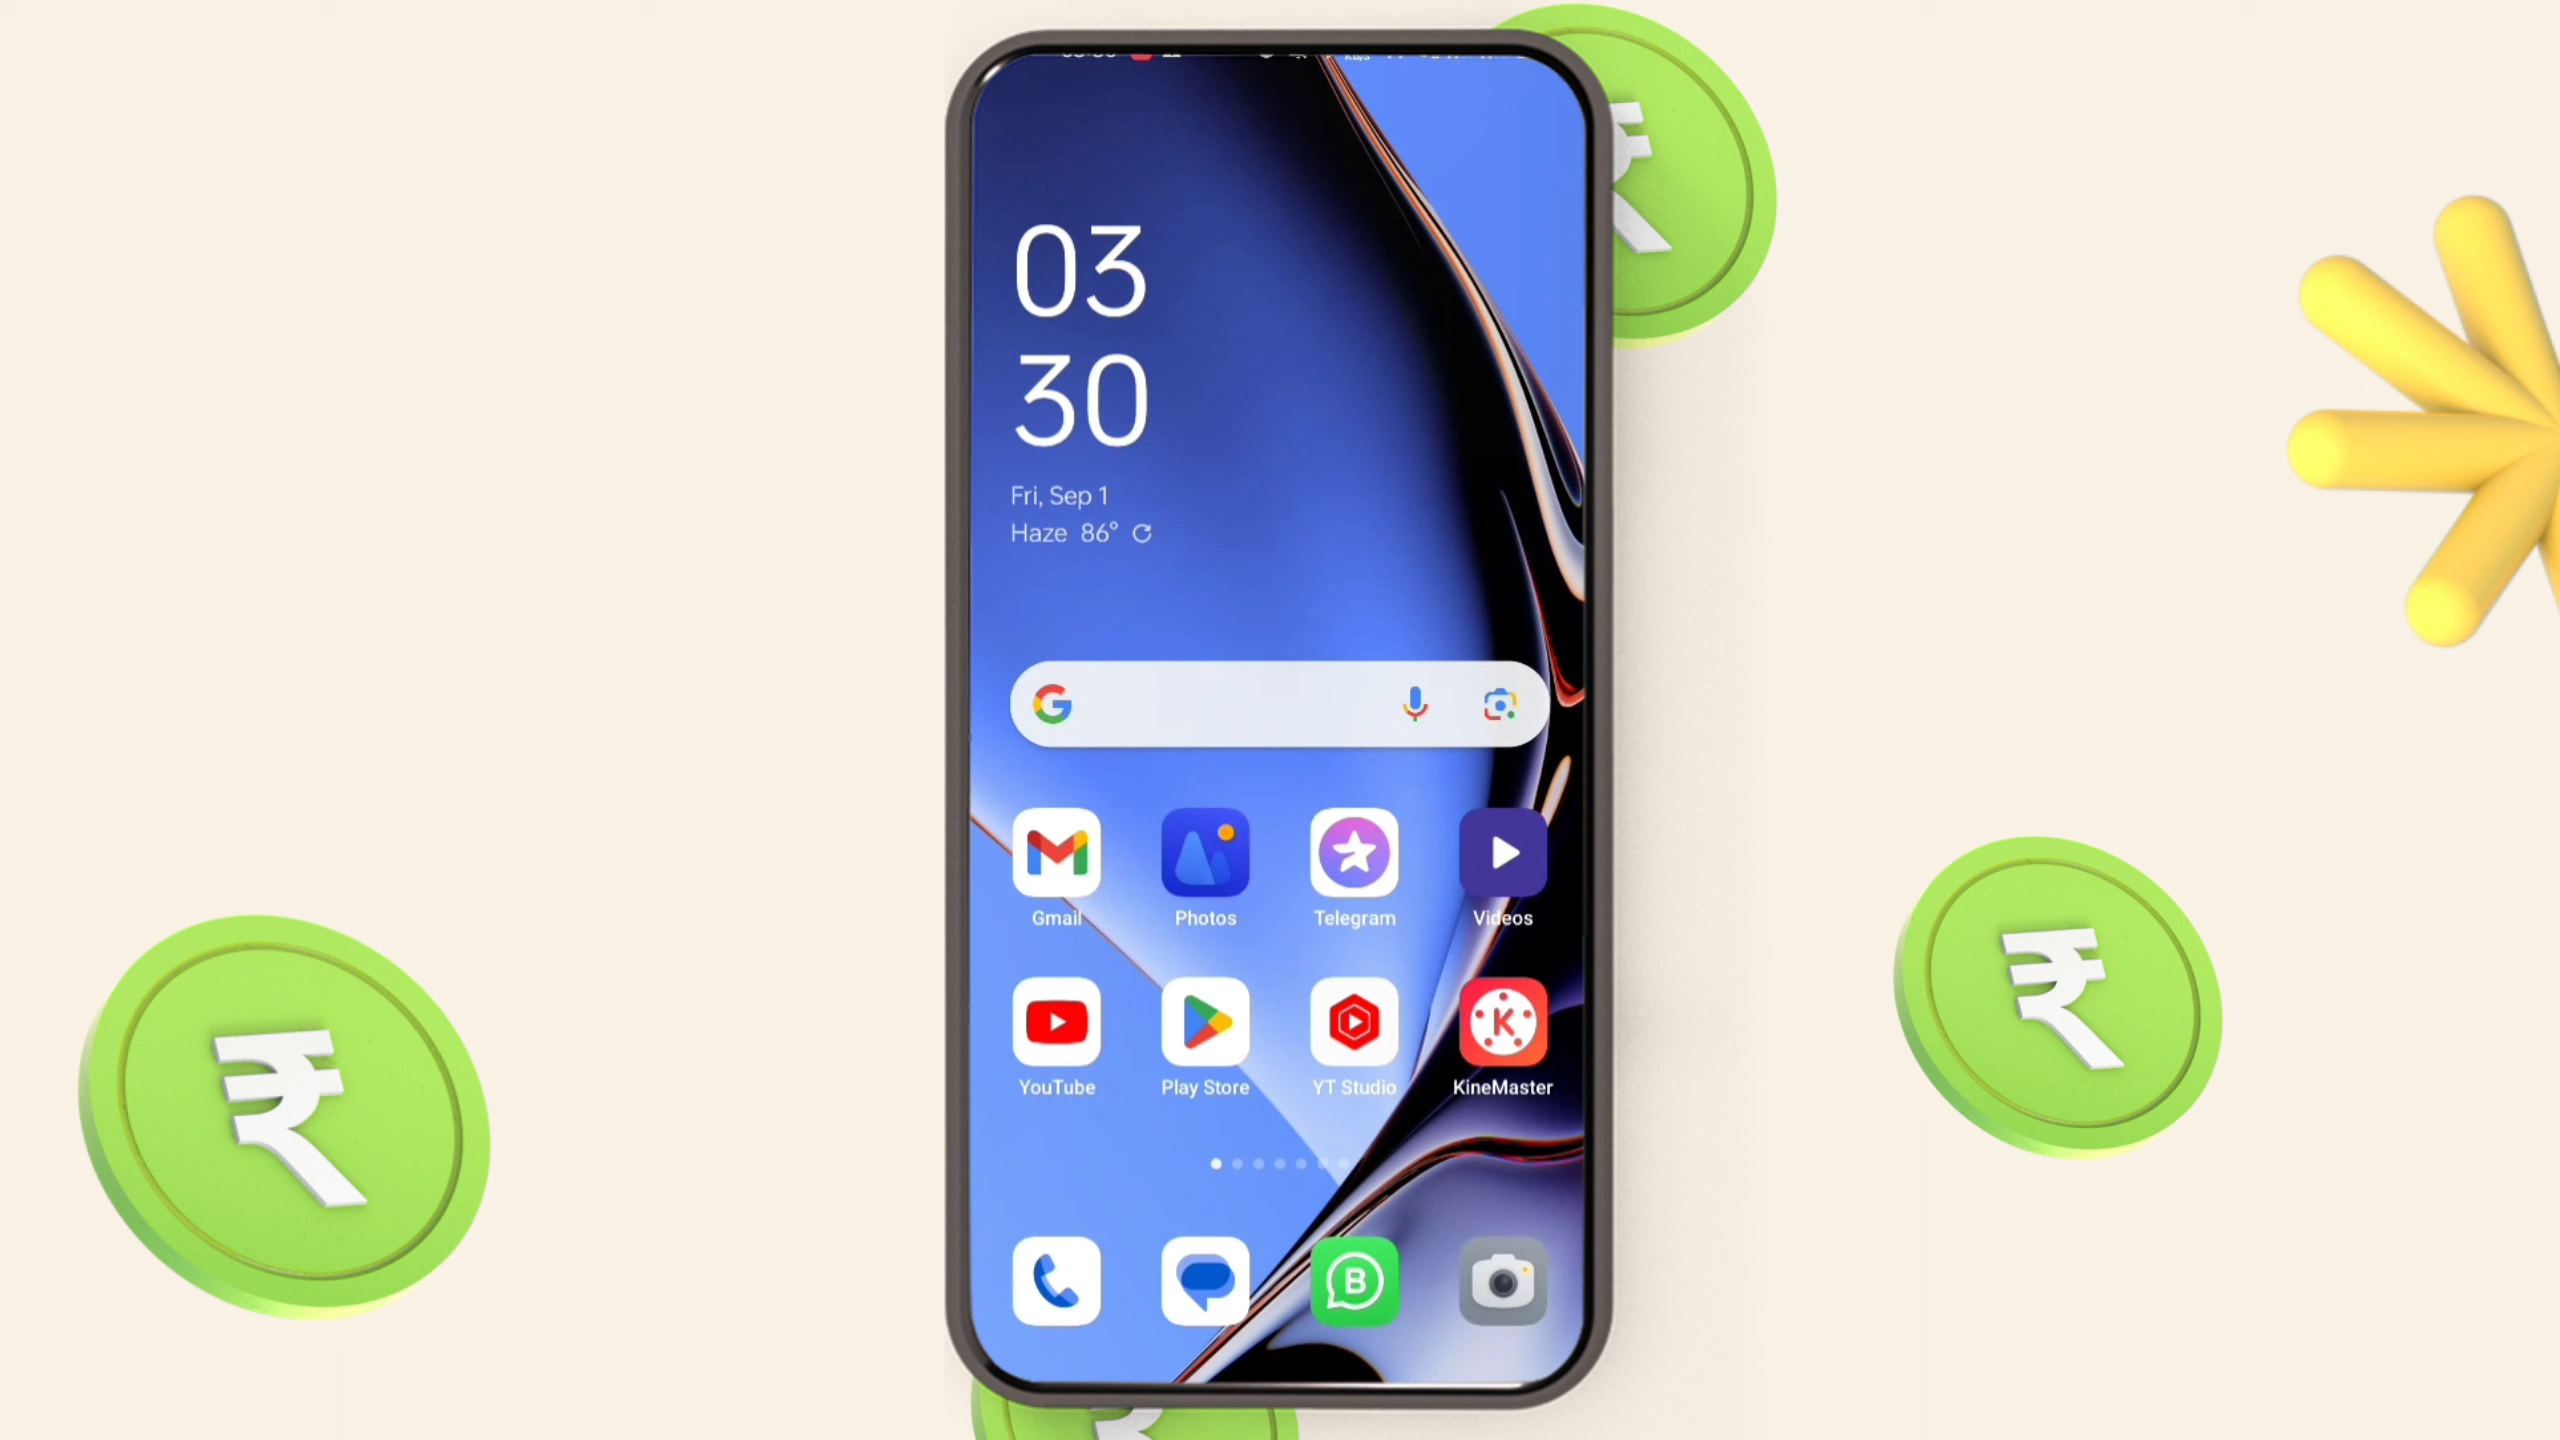 03
30
Fri, Sep 1
Haze 86°
Gmail Photos Telegram Videos
YouTube Play Store YT Studio KineMaster
₹
₹
₹